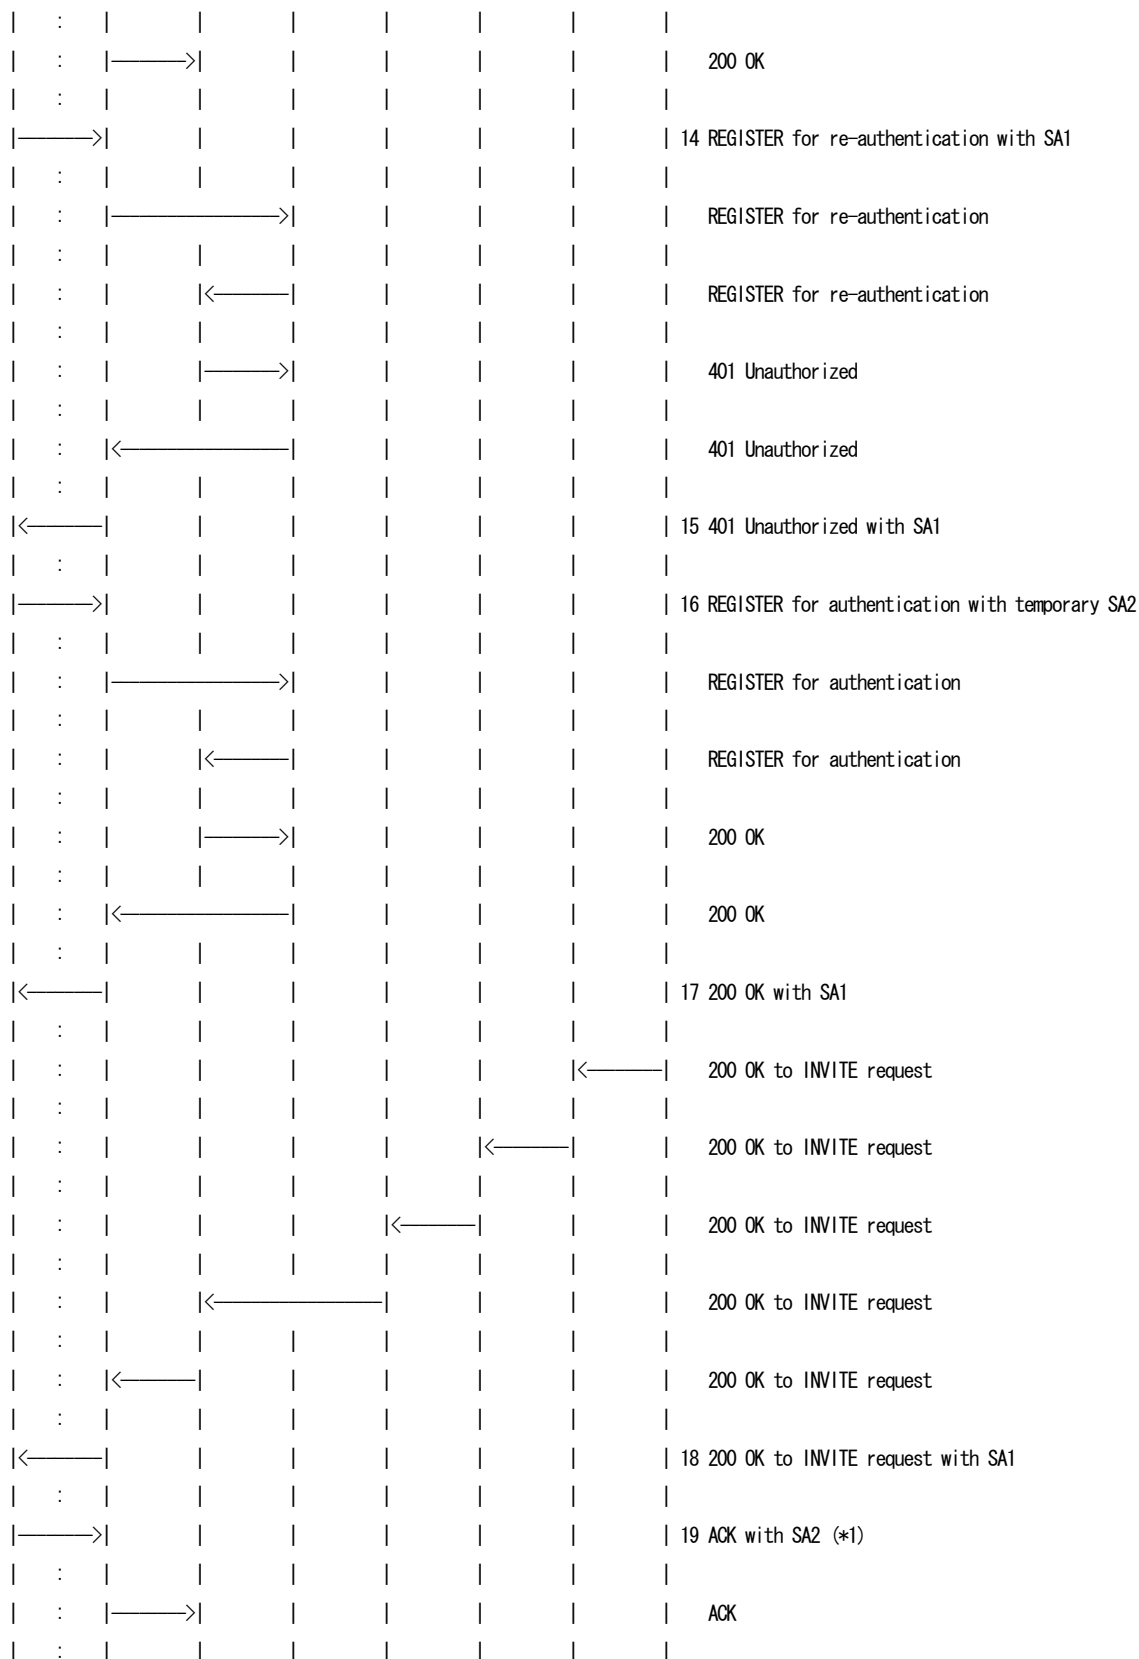 200 OK
14 REGISTER for re-authentication with SA1
REGISTER for re-authentication
REGISTER for re-authentication
401 Unauthorized
401 Unauthorized
15 401 Unauthorized with SA1
16 REGISTER for authentication with temporary SA2
REGISTER for authentication
REGISTER for authentication
200 OK
200 OK
17 200 OK with SA1
200 OK to INVITE request
200 OK to INVITE request
200 OK to INVITE request
200 OK to INVITE request
200 OK to INVITE request
18 200 OK to INVITE request with SA1
19 ACK with SA2 (*1)
ACK